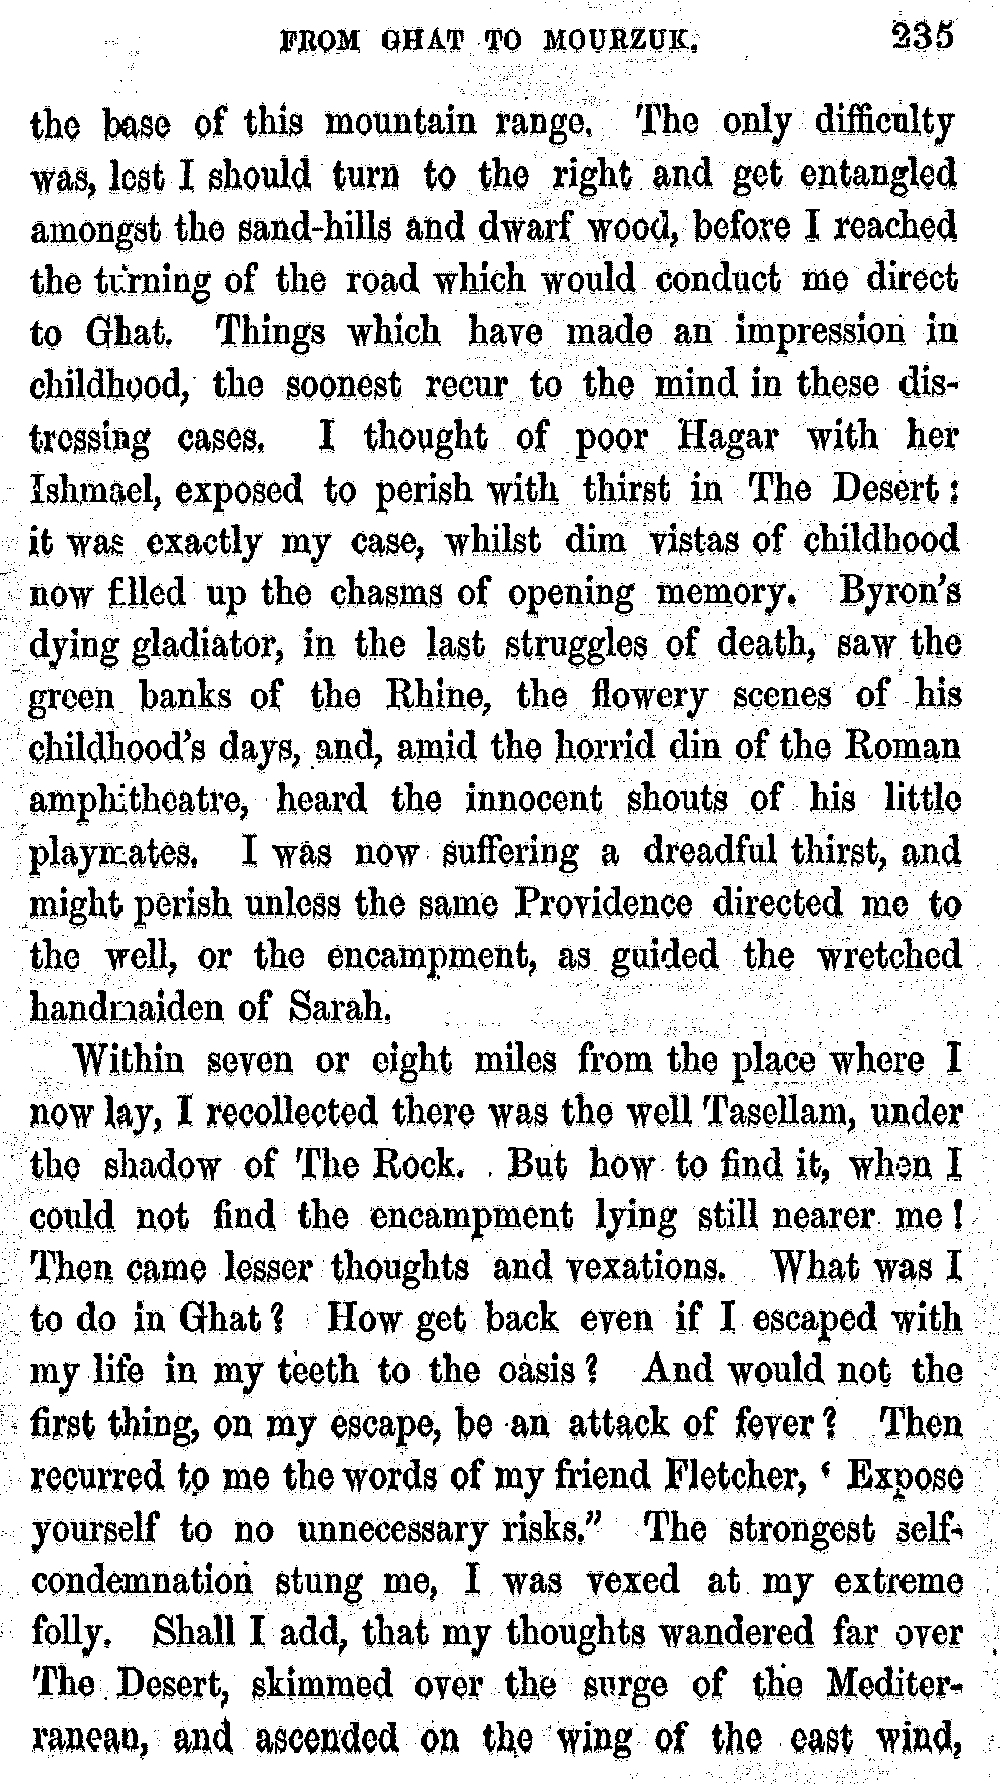 FROM GHAT TO MOURZUK. 235
the base of this mountain range. The only difficulty
was, lest I should turn to the right and get entangled
amongst the sand-hills and dwarf wood, before I reached
the turning of the road which would conduct me direct
to Ghat. Things which have made an impression in
childhood, the soonest recur to the mind in these dis-
tressing cases. I thought of poor Hagar with her
Ishmael, exposed to perish with thirst in The Desert:
it was exactly my case, whilst dim vistas of childhood
now filled up the chasms of opening memory. Byron's
dying gladiator, in the last struggles of death, saw the
green banks of the Rhine, the flowery scenes of his
childhood's days, and, amid the horrid din of the Roman
amphitheatre, heard the innocent shouts of his little
playmates. I was now suffering a dreadful thirst, and
might perish unless the same Providence directed me to
the well, or the encampment, as guided the wretched
handmaiden of Sarah.
Within seven or eight miles from the place where I
now lay, I recollected there was the well Tasellam, under
the shadow of The Rock. But how to find it, when I
could not find the encampment lying still nearer me!
Then came lesser thoughts and vexations. What was I
to do in Ghat? How get back even if I escaped with
my life in my teeth to the oasis? And would not the
first thing, on my escape, be an attack of fever? Then
recurred to me the words of my friend Fletcher, ‘ Expose
yourself to no unnecessary risks.” The strongest self-
condemnation stung me, I was vexed at my extreme
folly. Shall I add, that my thoughts wandered far over
The Desert, skimmed over the surge of the Mediter-
ranean, and ascended on the wing of the east wind,